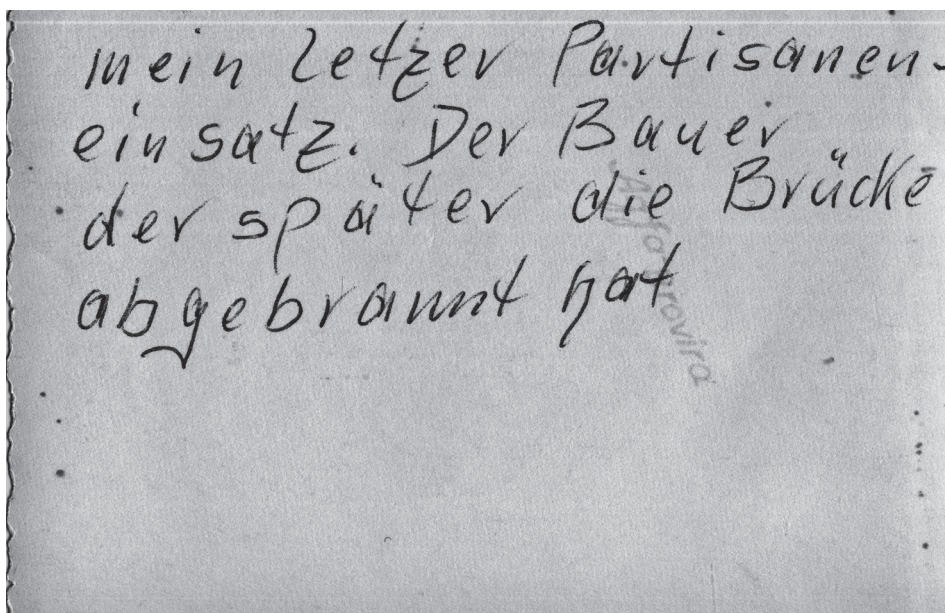 mein letzer Partisanen-
einsatz. Der Bauer
der später die Brücke
abgebrannt hat